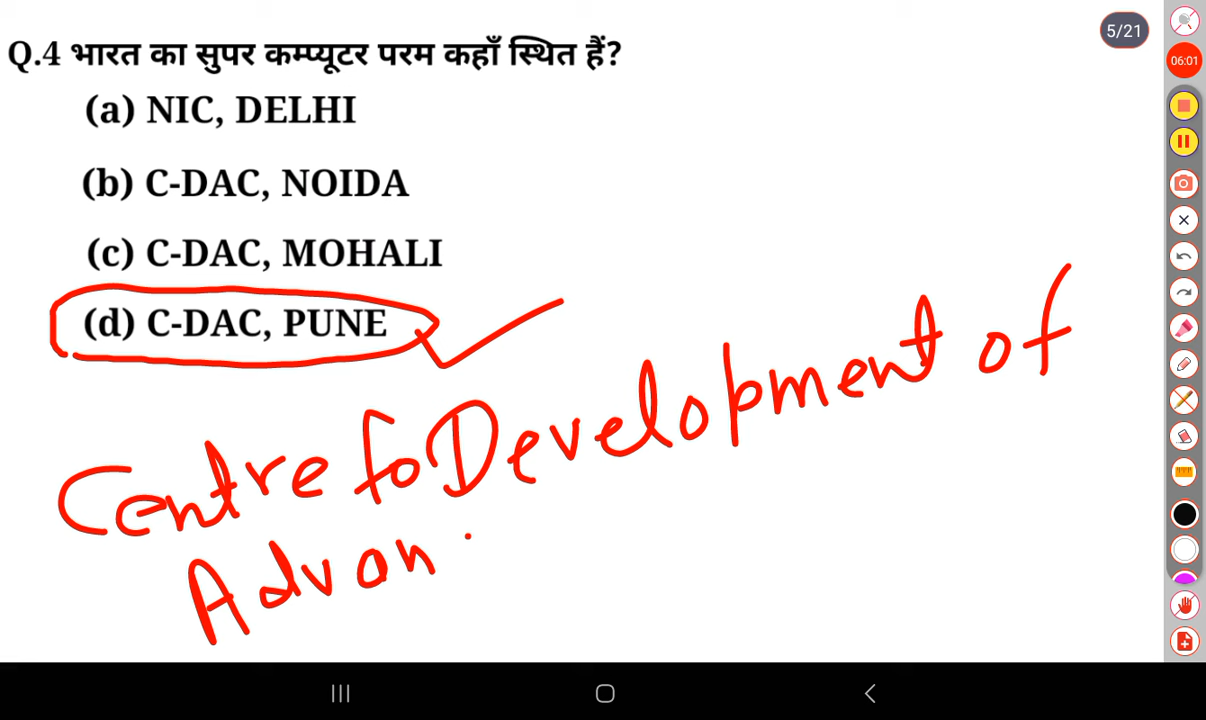 5/21
06:01
Q.4 भारत का सुपर कम्प्यूटर परम कहाँ स्थित हैं?
(a) NIC, DELHI
(b) C-DAC, NOIDA
(c) C-DAC, MOHALI
(d) C-DAC, PUNE
Centre fo Development of
Advan